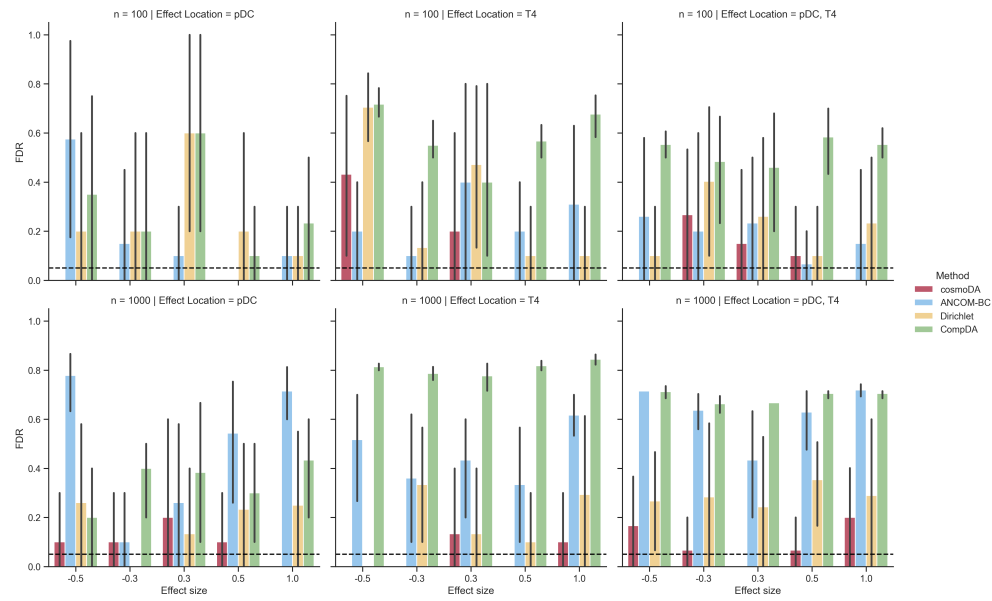 n = 100 | Effect Location = pDC
n = 100 | Effect Location = T4
n = 100 | Effect Location = pDC, T4
FDR
1.0
0.8
0.6
0.4
0.2
0.0
Method
cosmoDA
ANCOM-BC
Dirichlet
CompDA
n = 1000 | Effect Location = pDC
n = 1000 | Effect Location = T4
n = 1000 | Effect Location = pDC, T4
FDR
1.0
0.8
0.6
0.4
0.2
0.0
-0.5 -0.3 0.3 0.5 1.0
-0.5 -0.3 0.3 0.5 1.0
-0.5 -0.3 0.3 0.5 1.0
Effect size
Effect size
Effect size